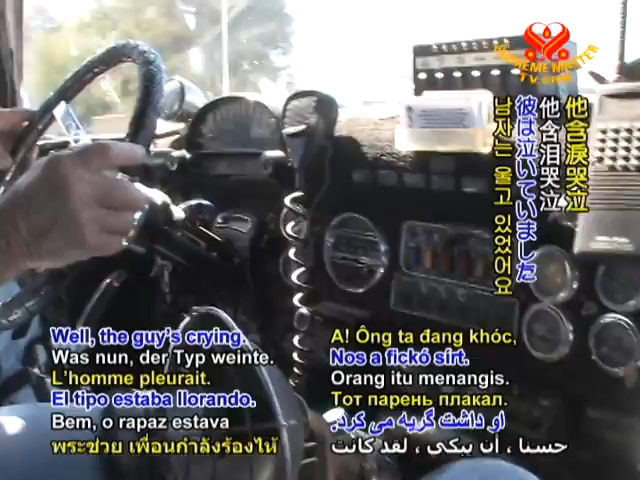 SUPREME MASTER
TV
他含淚哭泣
他含泪哭泣
彼は泣いていました
남자는 울고 있었어요
Well, the guy's crying.
Was nun, der Typ weinte.
L'homme pleurait.
El tipo estaba llorando.
Bem, o rapaz estava
พระช่วย เพื่อนกำลังร้องไห้
A! Ông ta đang khóc,
Nos a fickó sírt.
Orang itu menangis.
Тот парень плакал.
او داشت گریه می کرد.
حسنا ، أن يبكي ، لقد كانت